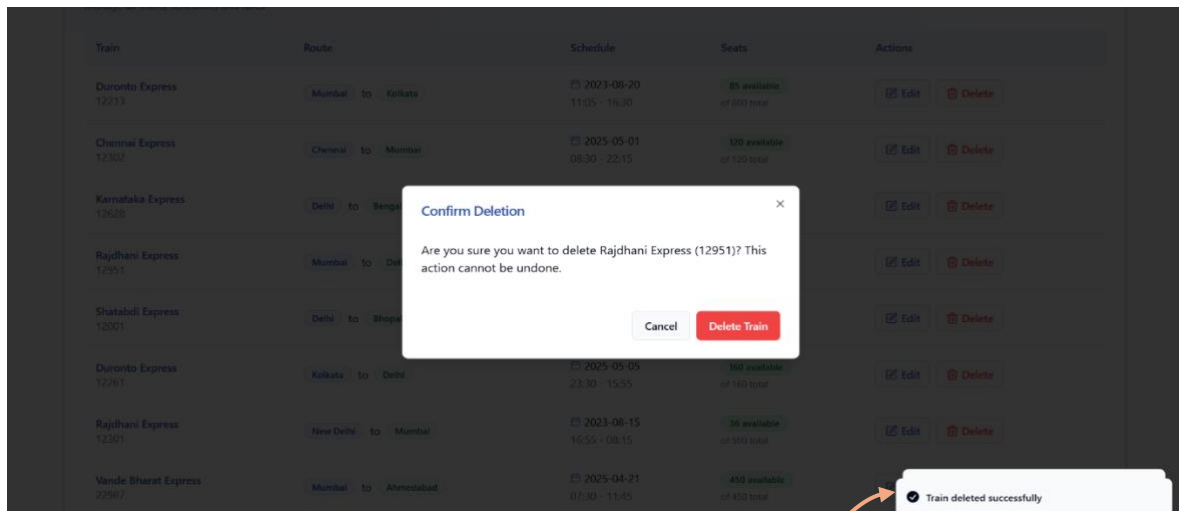 Train Route Schedule Seats Actions
Duronto Express 2023-08-20 85 available
12213 Mumbai to Kolkata 11:05 - 16:30 of 800 total Edit Delete
Chennai Express 2025-05-01 120 available
12302 Chennai to Mumbai 08:30 - 22:15 of 120 total Edit Delete
Karnataka Express
12628 Delhi to Edit Delete
Confirm Deletion
Are you sure you want to delete Rajdhani Express (12951)? This
action cannot be undone.
Rajdhani Express
12951 Mumbai to Edit Delete
Shatabdi Express
12001 Delhi to Edit Delete
Cancel Delete Train
Duronto Express 2025-05-05 160 available
12261 Kolkata to Delhi 23:30 - 15:55 of 160 total Edit Delete
Rajdhani Express 2023-08-15 36 available
12301 New Delhi to Mumbai 16:55 - 08:15 total Edit Delete
Vande Bharat Express 2025-04-21 450 available
Mumbai to Ahmedabad 07:30 - 11:45 of 450 total
Train deleted successfully